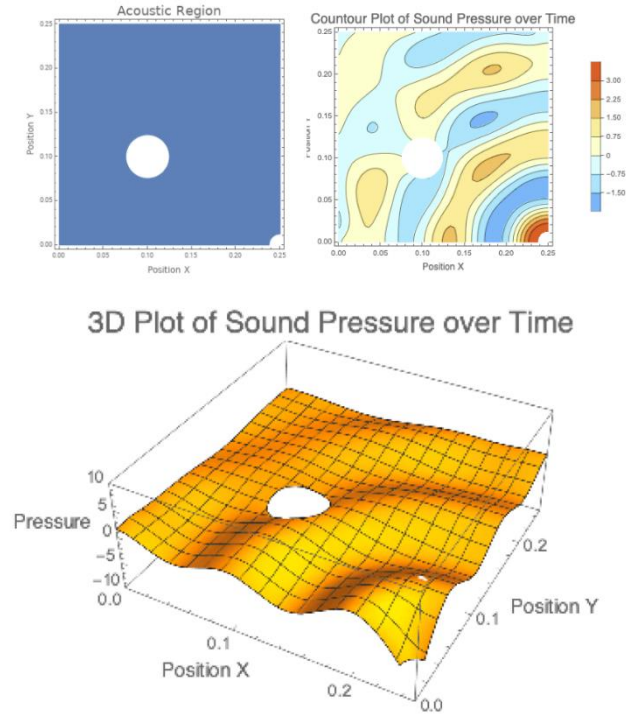 Acoustic Region
0.25
0.20
0.15
0.10
0.05
0.00
Position Y
0.00 0.05 0.10 0.15 0.20 0.25
Position X
Countour Plot of Sound Pressure over Time
0.25
0.20
0.15
0.10
0.05
0.00
0.00 0.05 0.10 0.15 0.20 0.25
Position X
3.00
2.25
1.50
0.75
0
−0.75
−1.50
3D Plot of Sound Pressure over Time
10
5
0
−5
−10
Pressure
0.0
0.1
0.2
Position X
0.0
0.1
0.2
Position Y